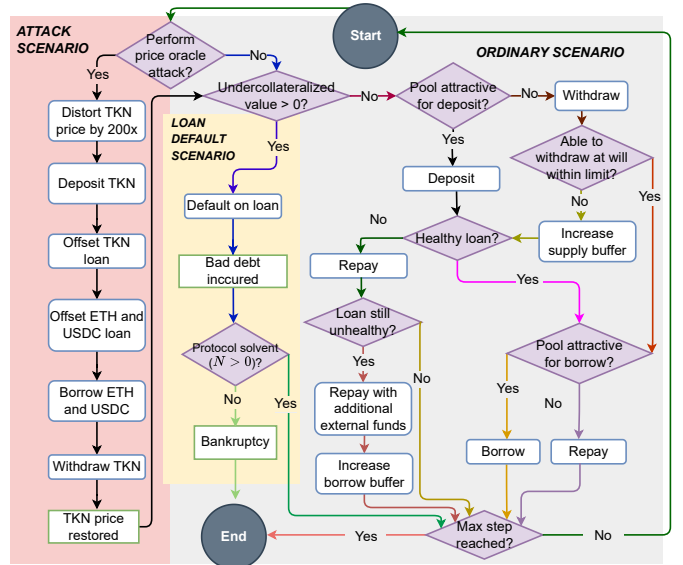 ATTACK
SCENARIO
Start
ORDINARY SCENARIO
Perform
price oracle
attack?
No
Yes
Undercollateralized
value > 0?
No
Pool attractive
for deposit?
No
Withdraw
Distort TKN
price by 200x
LOAN
DEFAULT
SCENARIO
Yes
Yes
Able to
withdraw at will
within limit?
Deposit TKN
Default on loan
Deposit
No
Yes
Offset TKN
loan
No
Healthy loan?
Increase
supply buffer
Bad debt
inccured
Repay
Yes
Offset ETH and
USDC loan
Loan still
unhealthy?
Protocol solvent
(N > 0)?
Pool attractive
for borrow?
Yes
No
Yes
Borrow ETH
and USDC
No
Yes
Repay with
additional
external funds
No
Bankruptcy
Borrow
Repay
Withdraw TKN
Increase
borrow buffer
TKN price
restored
End
Yes
Max step
reached?
No